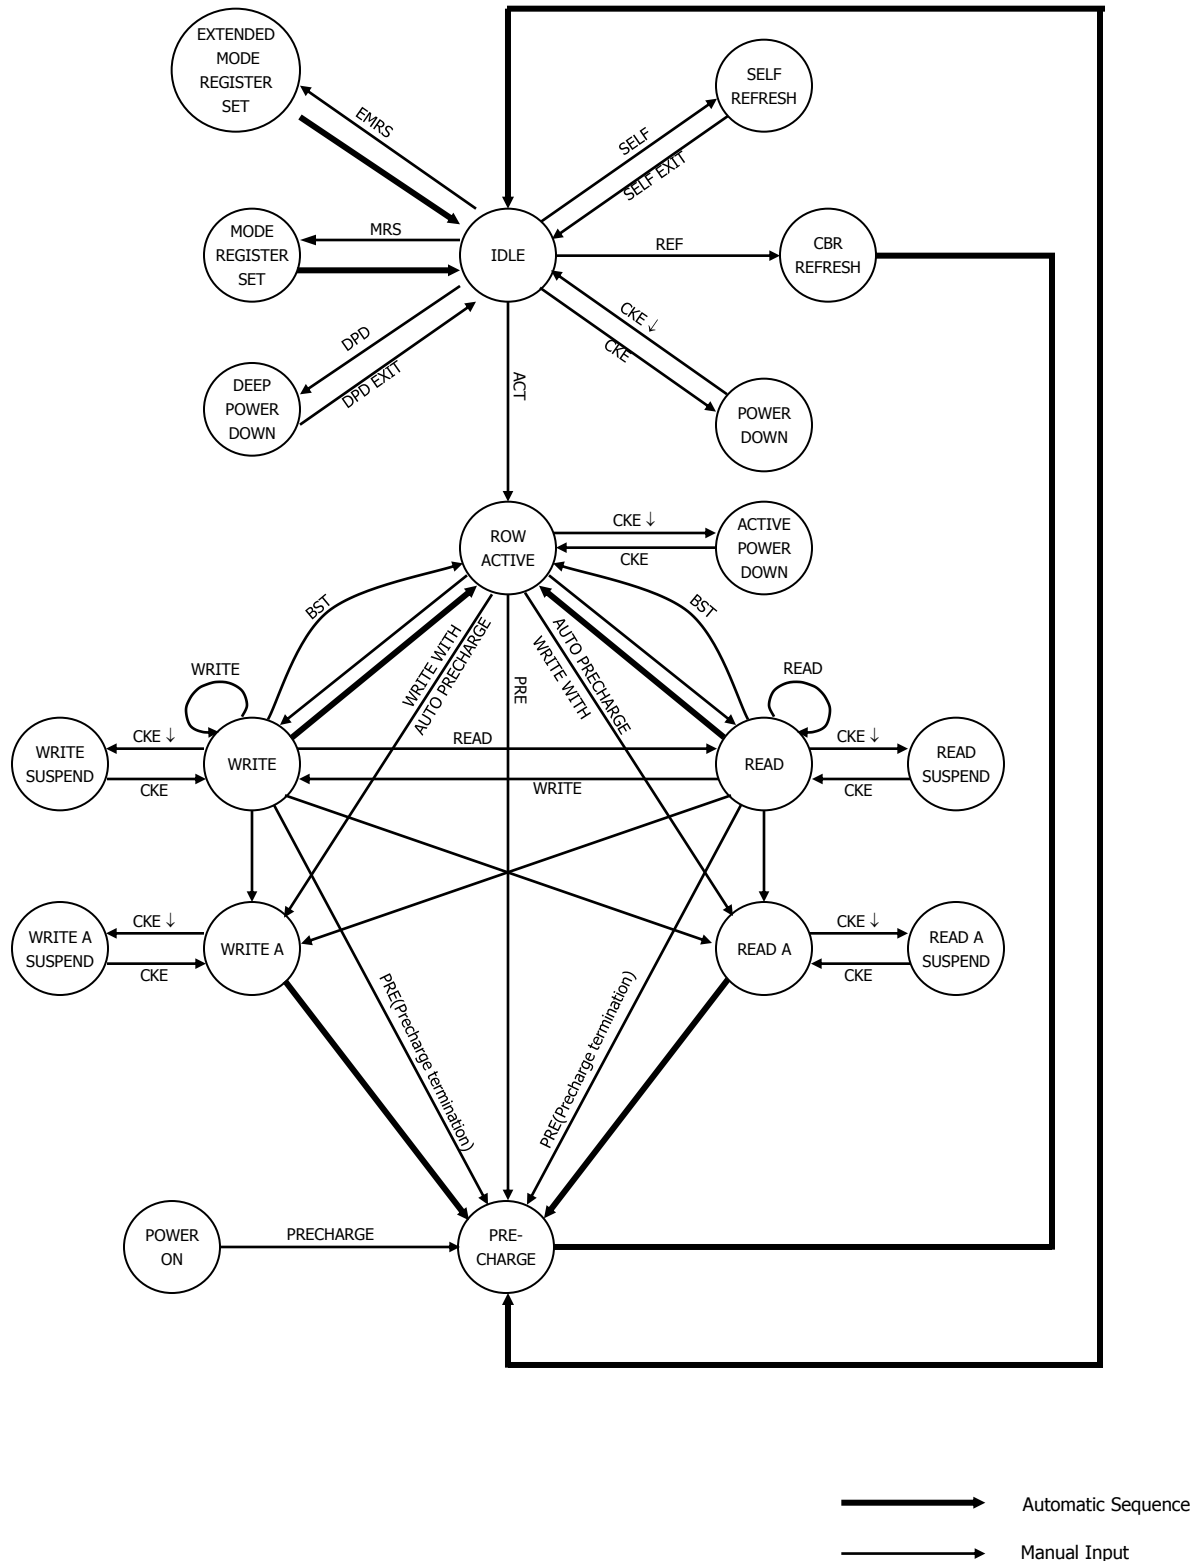 EXTENDED
MODE
REGISTER
SET
SELF
REFRESH
EMRS
SELF
SELF EXIT
MODE
REGISTER
SET
MRS
IDLE
REF
CBR
REFRESH
DPD
DPD EXIT
CKE ↓
CKE
DEEP
POWER
DOWN
ACT
POWER
DOWN
ROW
ACTIVE
CKE ↓
CKE
ACTIVE
POWER
DOWN
BST
BST
WRITE WITH
AUTO PRECHARGE
PRE
AUTO PRECHARGE
WRITE WITH
WRITE
READ
WRITE
SUSPEND
CKE ↓
CKE
WRITE
READ
WRITE
READ
CKE ↓
CKE
READ
SUSPEND
WRITE A
SUSPEND
CKE ↓
CKE
WRITE A
READ A
CKE ↓
CKE
READ A
SUSPEND
PRE(Precharge termination)
PRE(Precharge termination)
POWER
ON
PRECHARGE
PRE-
CHARGE
Automatic Sequence
Manual Input